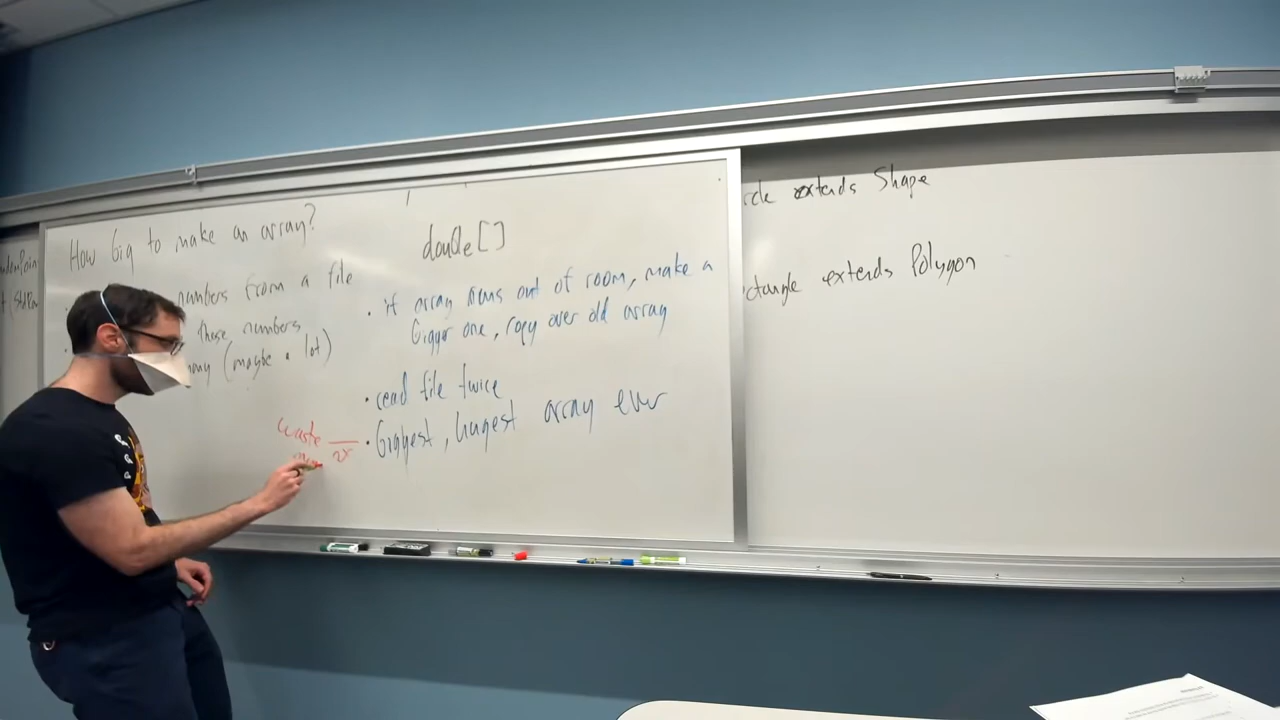 How big to make an array?
numbers from a file
these numbers
(maybe a lot)
double[]
• if array runs out of room, make a
bigger one, copy over old array
• read file twice
• biggest, hugest array ever
waste
extends Shape
extends Polygon